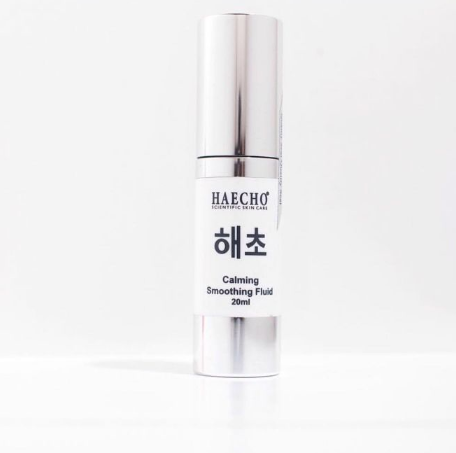 HAECHO®
SCIENTIFIC SKIN CARE
해초
Calming
Smoothing Fluid
20ml